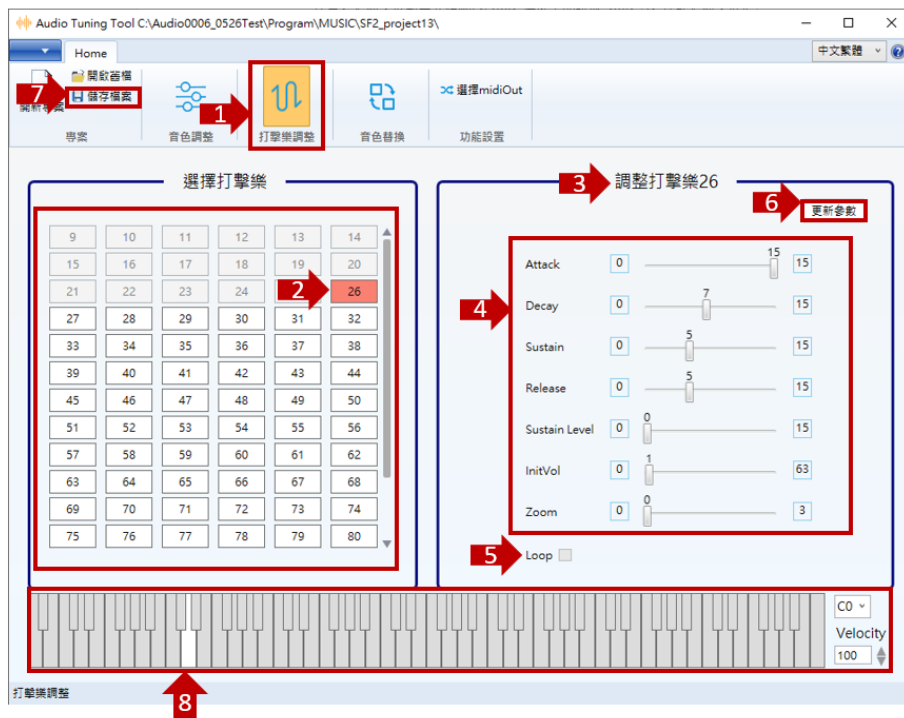 Audio Tuning Tool C:\Audio0006_0526Test\Program\MUSIC\SF2_project13\
Home
中文繁體
開啟舊檔
儲存檔案
7
專案
音色調整
1
打擊樂調整
音色替換
選擇midiOut
功能設置
選擇打擊樂
9 10 11 12 13 14
15 16 17 18 19 20
21 22 23 24 2 26
27 28 29 30 31 32
33 34 35 36 37 38
39 40 41 42 43 44
45 46 47 48 49 50
51 52 53 54 55 56
57 58 59 60 61 62
63 64 65 66 67 68
69 70 71 72 73 74
75 76 77 78 79 80
3 調整打擊樂26
6 更新參數
4
Attack 0 15 15
Decay 0 7 15
Sustain 0 5 15
Release 0 5 15
Sustain Level 0 0 15
InitVol 0 1 63
Zoom 0 0 3
5 Loop
C0
Velocity
100
8
打擊樂調整